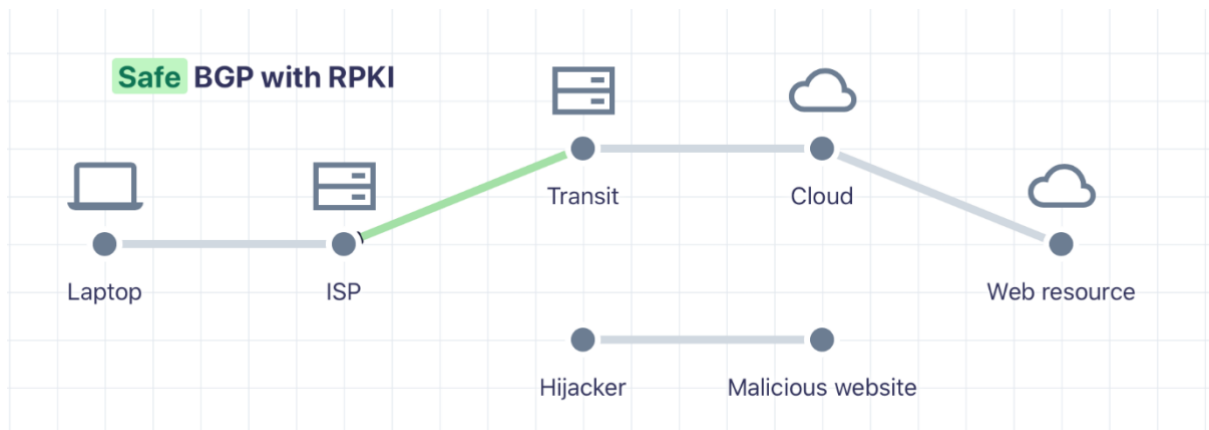 Safe BGP with RPKI
Transit
Cloud
Laptop
ISP
Web resource
Hijacker
Malicious website